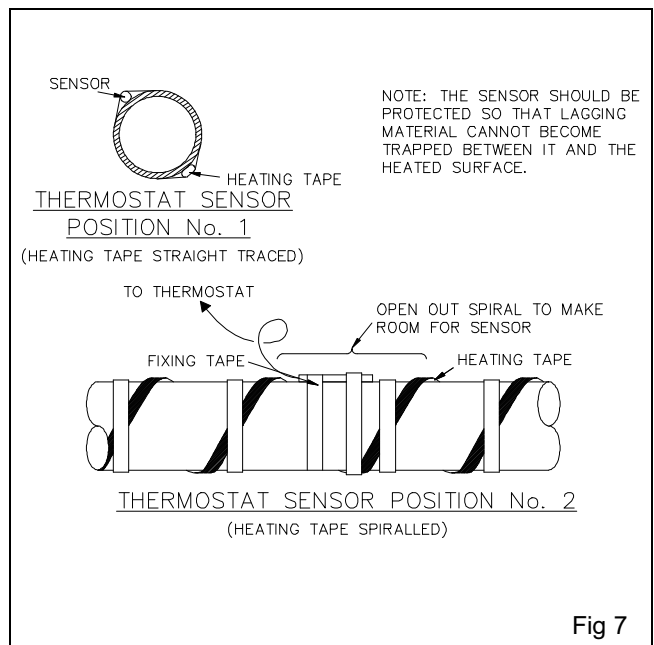 SENSOR
NOTE: THE SENSOR SHOULD BE
PROTECTED SO THAT LAGGING
MATERIAL CANNOT BECOME
TRAPPED BETWEEN IT AND THE
HEATED SURFACE.
HEATING TAPE
THERMOSTAT SENSOR
POSITION No. 1
(HEATING TAPE STRAIGHT TRACED)
TO THERMOSTAT
OPEN OUT SPIRAL TO MAKE
ROOM FOR SENSOR
FIXING TAPE
HEATING TAPE
THERMOSTAT SENSOR POSITION No. 2
(HEATING TAPE SPIRALLED)
Fig 7